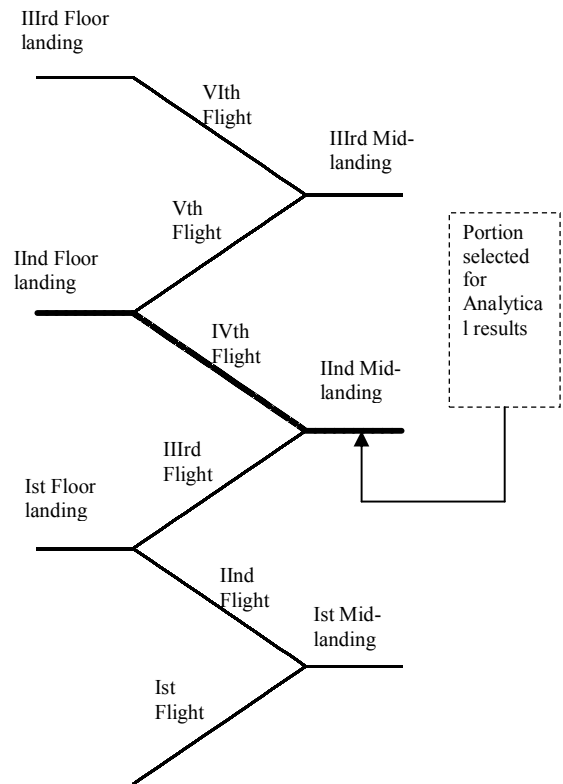 IIIrd Floor
landing
VIth
Flight
IIIrd Mid-
landing
Vth
Flight
Portion
selected
for
Analytica
l results
IInd Floor
landing
IVth
Flight
IInd Mid-
landing
IIIrd
Flight
Ist Floor
landing
IInd
Flight
Ist Mid-
landing
Ist
Flight